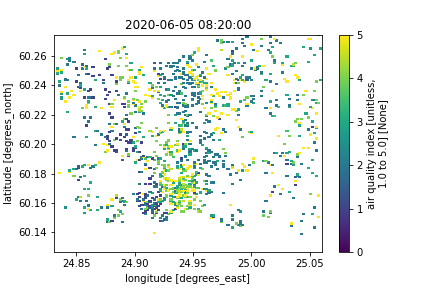 2020-06-05 08:20:00
60.26
60.24
60.22
60.20
60.18
60.16
60.14
latitude [degrees_north]
24.85 24.90 24.95 25.00 25.05
longitude [degrees_east]
5
4
3
2
1
0
air quality index [unitless,
1.0 to 5.0] [None]